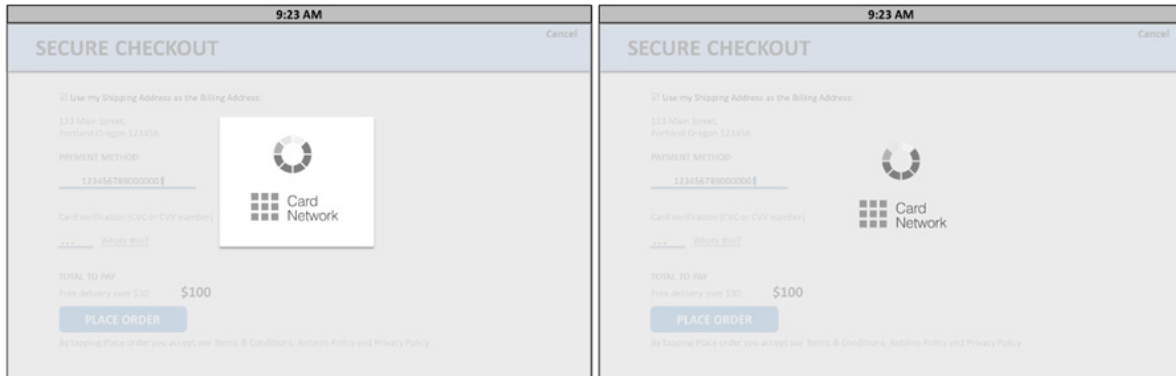 9:23 AM
Cancel
SECURE CHECKOUT
Use my Shipping Address as the Billing Address:
123 Main Street,
Portland Oregon 123456
PAYMENT METHOD
1234567890000001
Card verification (CVC or CVV number)
... Whats this?
Card
Network
TOTAL TO PAY
Free delivery over $30 $100
PLACE ORDER
By tapping Place order you accept our Terms & Conditions, Returns Policy and Privacy Policy
9:23 AM
Cancel
SECURE CHECKOUT
Use my Shipping Address as the Billing Address:
123 Main Street,
Portland Oregon 123456
PAYMENT METHOD
1234567890000001
Card verification (CVC or CVV number)
... Whats this?
Card
Network
TOTAL TO PAY
Free delivery over $30 $100
PLACE ORDER
By tapping Place order you accept our Terms & Conditions, Returns Policy and Privacy Policy